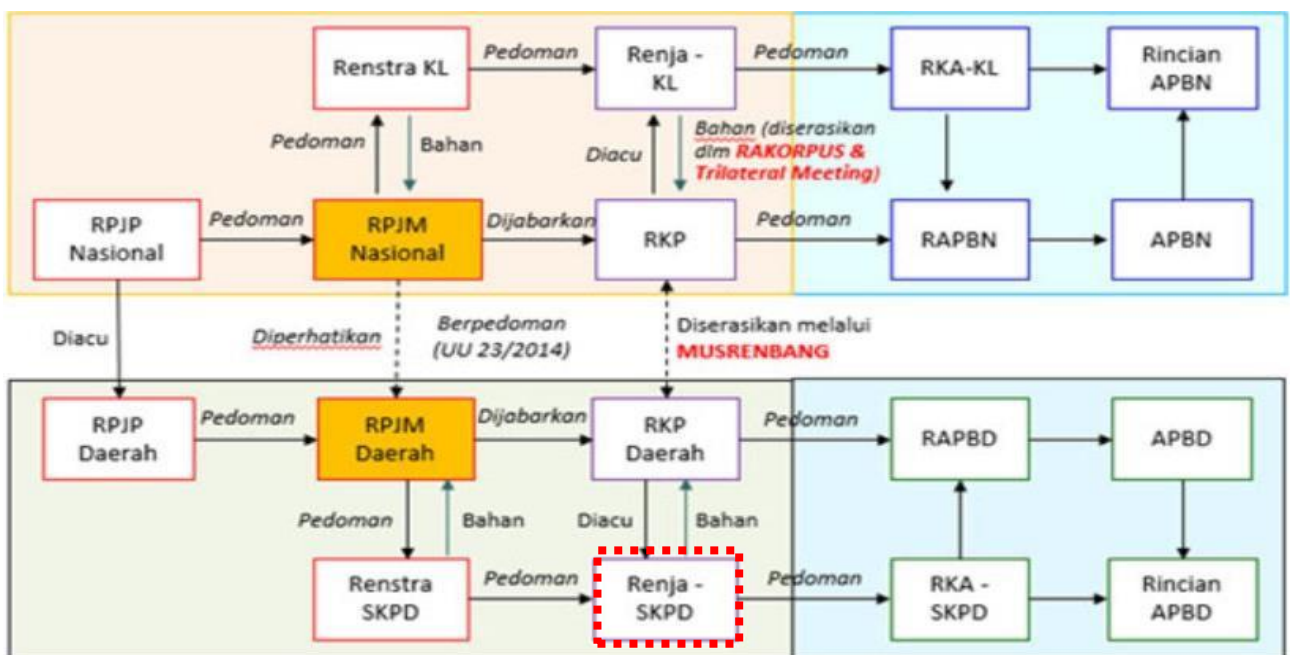 Renstra KL
Pedoman
Renja -
KL
Pedoman
RKA-KL
Rincian
APBN
Pedoman
Bahan
Diacu
Bahan (diserasikan
dlm RAKORPUS &
Trilateral Meeting)
RPJP
Nasional
Pedoman
RPJM
Nasional
Dijabarkan
RKP
Pedoman
RAPBN
APBN
Diacu
Diperhatikan
Berpedoman
(UU 23/2014)
Diserasikan melalui
MUSRENBANG
RPJP
Daerah
Pedoman
RPJM
Daerah
Dijabarkan
RKP
Daerah
Pedoman
RAPBD
APBD
Pedoman
Bahan
Diacu
Bahan
Renstra
SKPD
Pedoman
Renja -
SKPD
Pedoman
RKA -
SKPD
Rincian
APBD